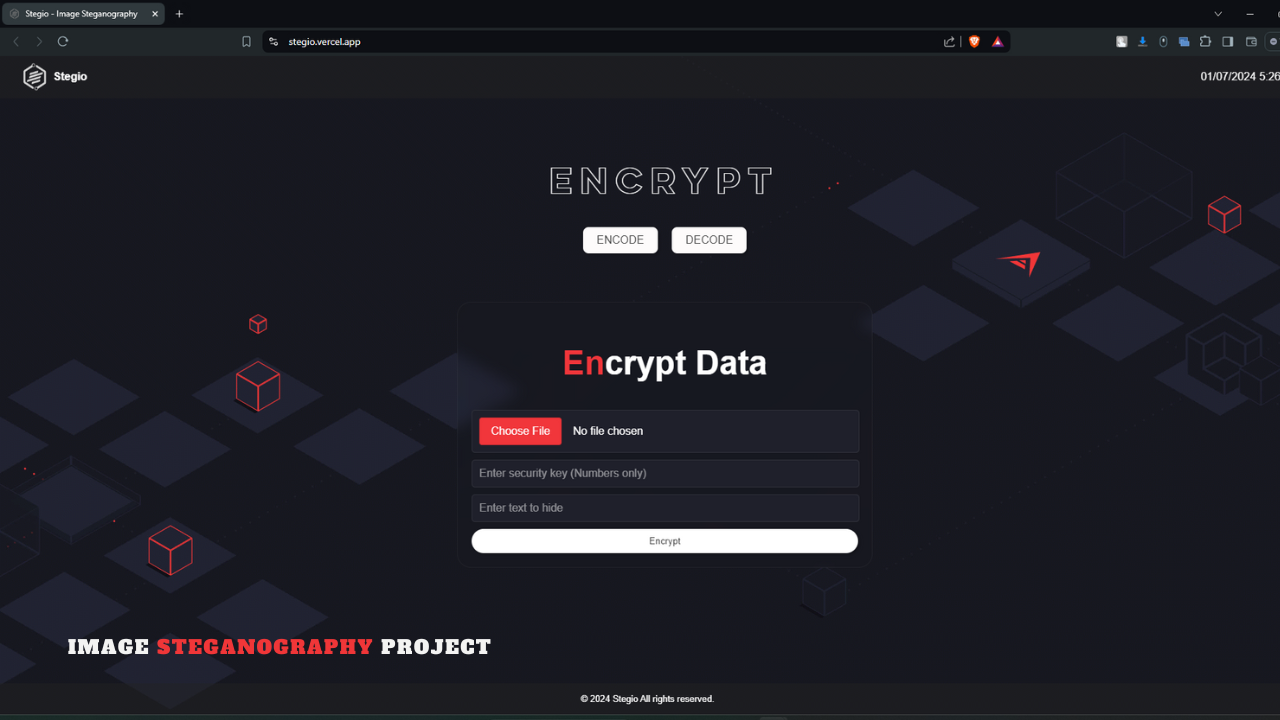 Stegio - Image Steganography
stegio.vercel.app
Stegio
01/07/2024 5:26
ENCRYPT
ENCODE DECODE
Encrypt Data
Choose File No file chosen
Enter security key (Numbers only)
Enter text to hide
Encrypt
IMAGE STEGANOGRAPHY PROJECT
© 2024 Stegio All rights reserved.